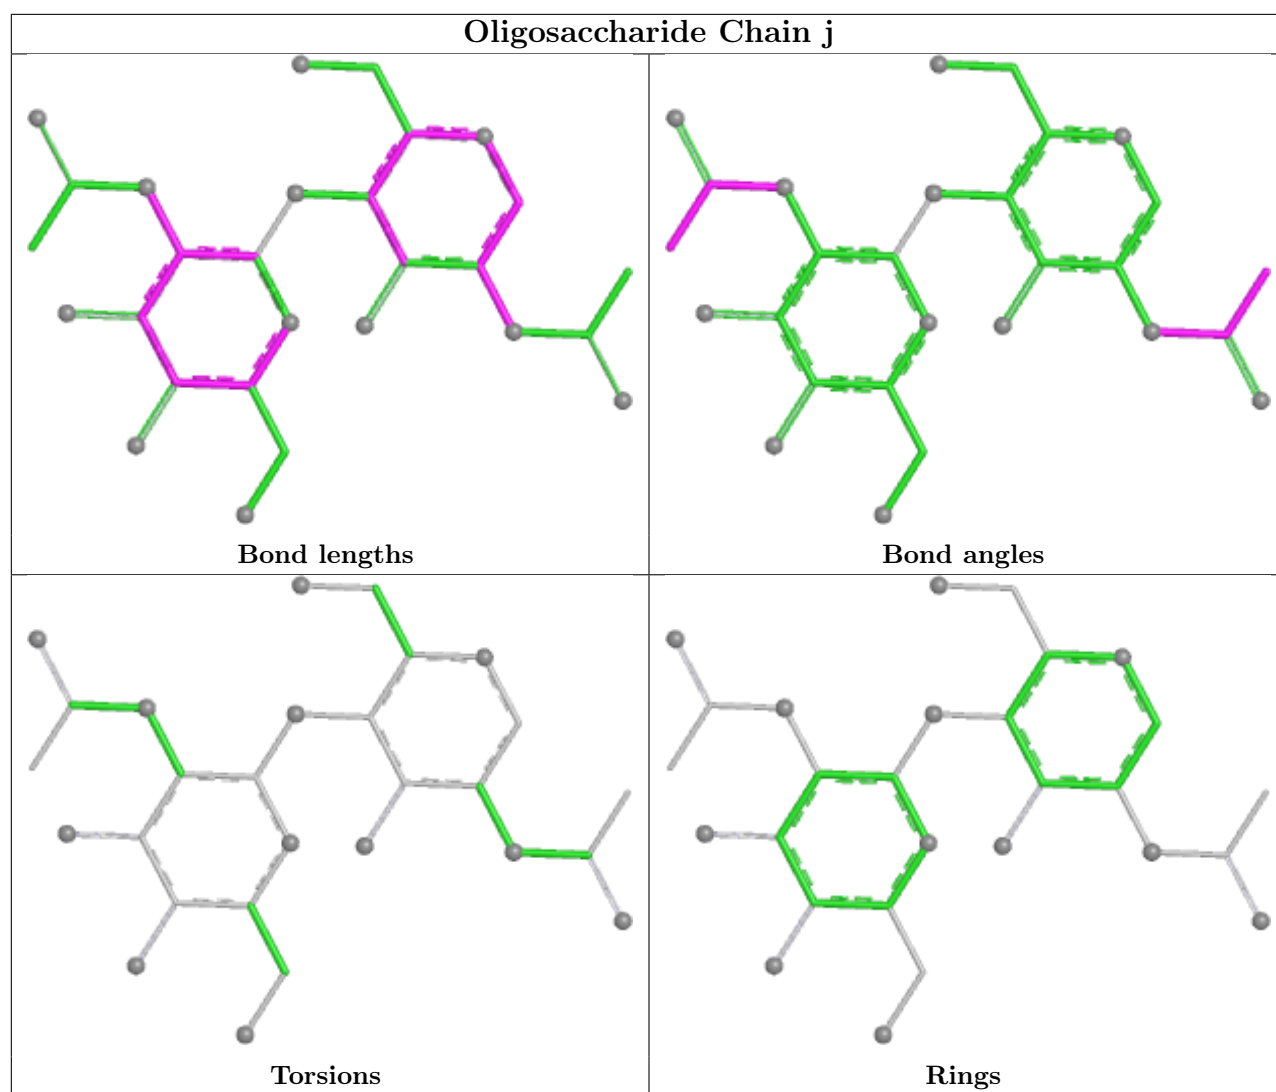 Oligosaccharide Chain j
Bond lengths
Bond angles
Torsions
Rings